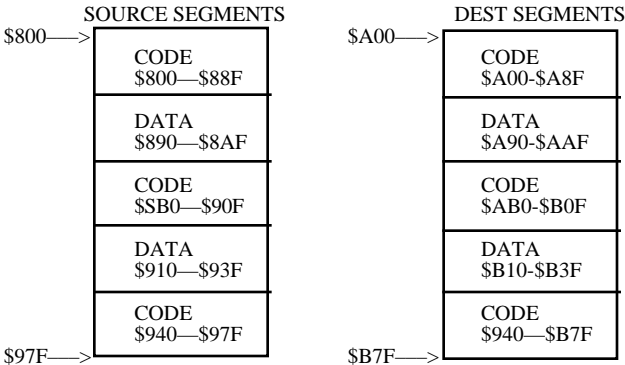 SOURCE SEGMENTS
$800—–>
CODE
$800—$88F
DATA
$890—$8AF
CODE
$SB0—$90F
DATA
$910—$93F
CODE
$940—$97F
$97F—–>
DEST SEGMENTS
$A00—–>
CODE
$A00-$A8F
DATA
$A90-$AAF
CODE
$AB0-$B0F
DATA
$B10-$B3F
CODE
$940—$B7F
$B7F—–>